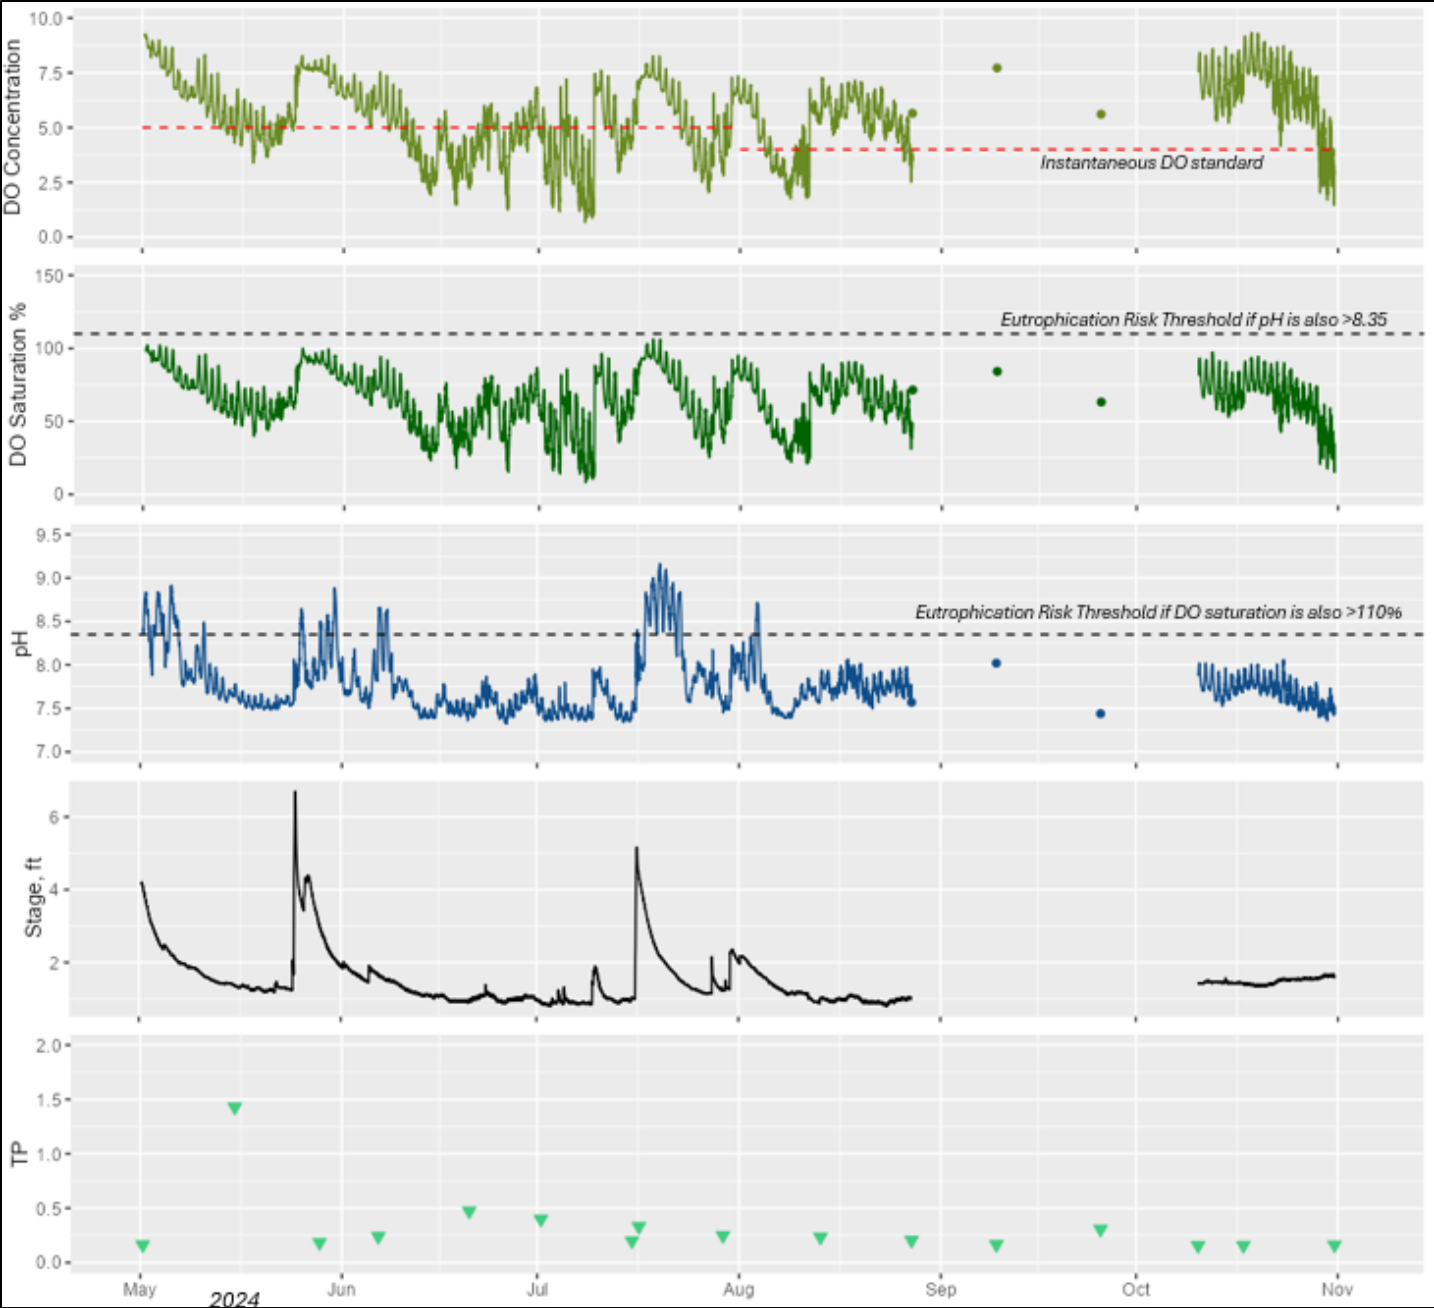 DO Concentration
10.0
7.5
5.0
2.5
0.0
Instantaneous DO standard
DO Saturation %
150
100
50
0
Eutrophication Risk Threshold if pH is also >8.35
pH
9.5
9.0
8.5
8.0
7.5
7.0
Eutrophication Risk Threshold if DO saturation is also >110%
Stage, ft
6
4
2
TP
2.0
1.5
1.0
0.5
0.0
May Jun Jul Aug Sep Oct Nov
2024